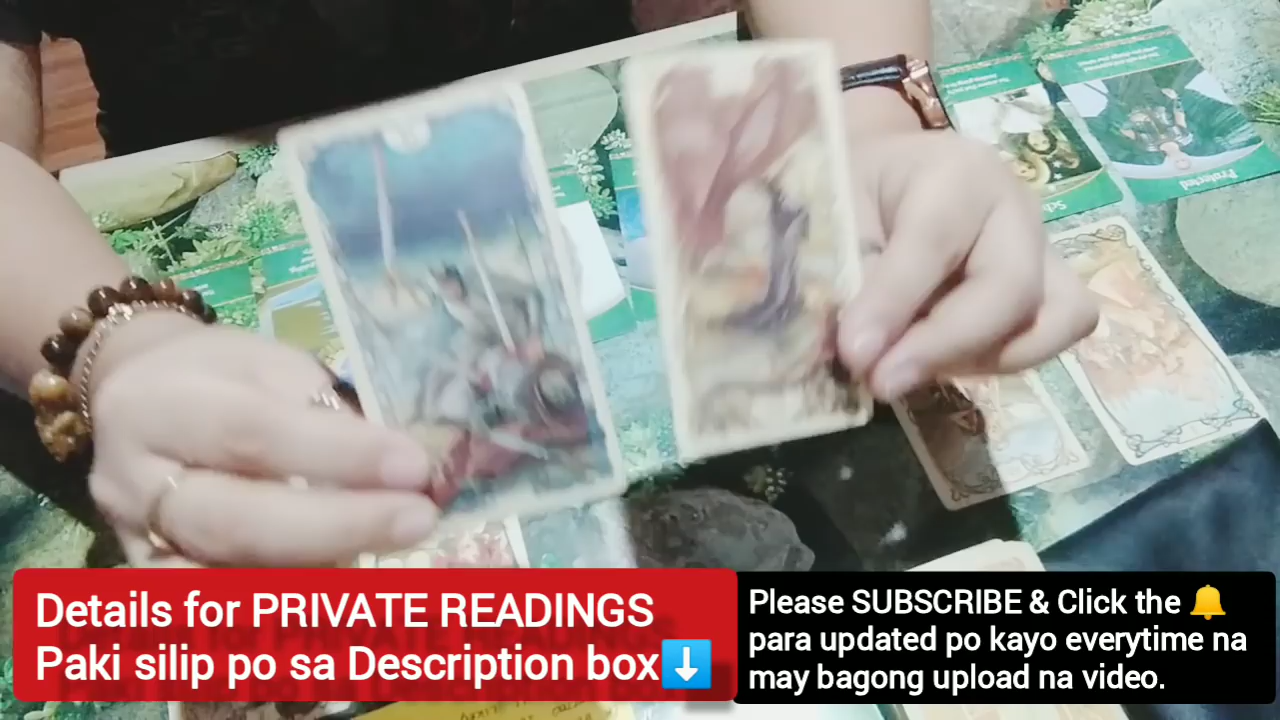 Protected
Details for PRIVATE READINGS
Paki silip po sa Description box⬇️
Please SUBSCRIBE & Click the 🔔
para updated po kayo everytime na
may bagong upload na video.